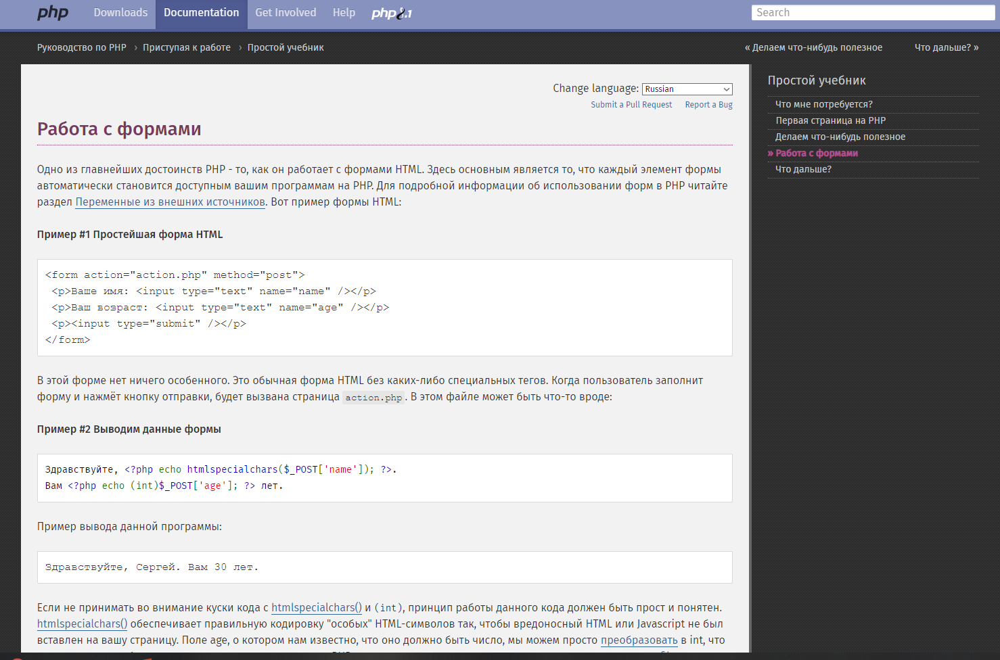 php Downloads Documentation Get Involved Help php8.1 Search
Руководство по PHP › Приступая к работе › Простой учебник « Делаем что-нибудь полезное Что дальше? »
Change language: Russian
Submit a Pull Request Report a Bug
Работа с формами
Одно из главнейших достоинств PHP - то, как он работает с формами HTML. Здесь основным является то, что каждый элемент формы
автоматически становится доступным вашим программам на PHP. Для подробной информации об использовании форм в PHP читайте
раздел Переменные из внешних источников. Вот пример формы HTML:
Пример #1 Простейшая форма HTML
<form action="action.php" method="post">
<p>Ваше имя: <input type="text" name="name" /></p>
<p>Ваш возраст: <input type="text" name="age" /></p>
<p><input type="submit" /></p>
</form>
В этой форме нет ничего особенного. Это обычная форма HTML без каких-либо специальных тегов. Когда пользователь заполнит
форму и нажмёт кнопку отправки, будет вызвана страница action.php. В этом файле может быть что-то вроде:
Пример #2 Выводим данные формы
Здравствуйте, <?php echo htmlspecialchars($_POST['name']); ?>.
Вам <?php echo (int)$_POST['age']; ?> лет.
Пример вывода данной программы:
Здравствуйте, Сергей. Вам 30 лет.
Если не принимать во внимание куски кода с htmlspecialchars() и (int), принцип работы данного кода должен быть прост и понятен.
htmlspecialchars() обеспечивает правильную кодировку "особых" HTML-символов так, чтобы вредоносный HTML или Javascript не был
вставлен на вашу страницу. Поле age, о котором нам известно, что оно должно быть число, мы можем просто преобразовать в int, что
Простой учебник
Что мне потребуется?
Первая страница на PHP
Делаем что-нибудь полезное
» Работа с формами
Что дальше?